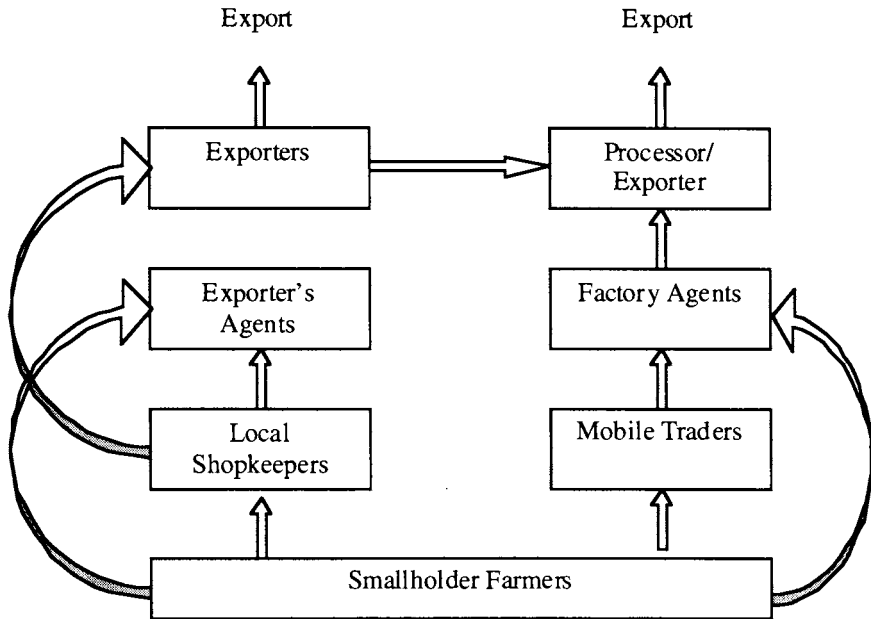 Export
Export
Exporters
Processor/
Exporter
Exporter's
Agents
Factory Agents
Local
Shopkeepers
Mobile Traders
Smallholder Farmers